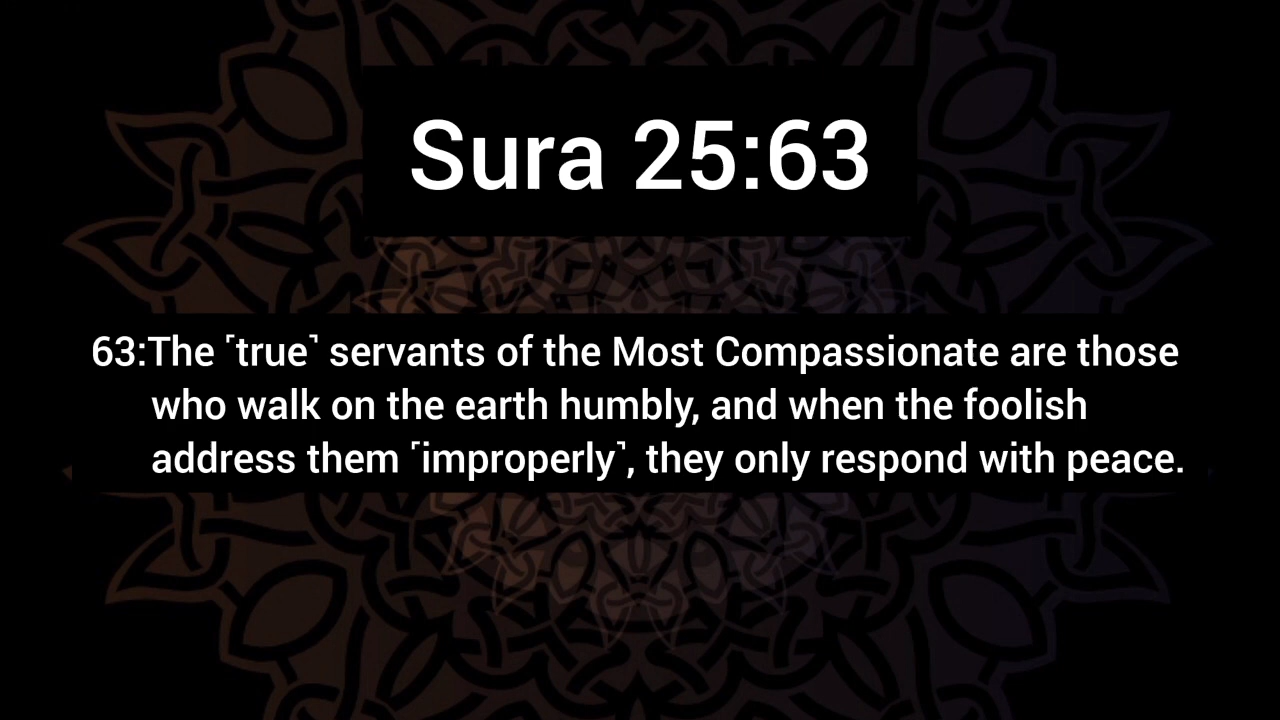 Sura 25:63
63:The ˹true˺ servants of the Most Compassionate are those
who walk on the earth humbly, and when the foolish
address them ˹improperly˺, they only respond with peace.